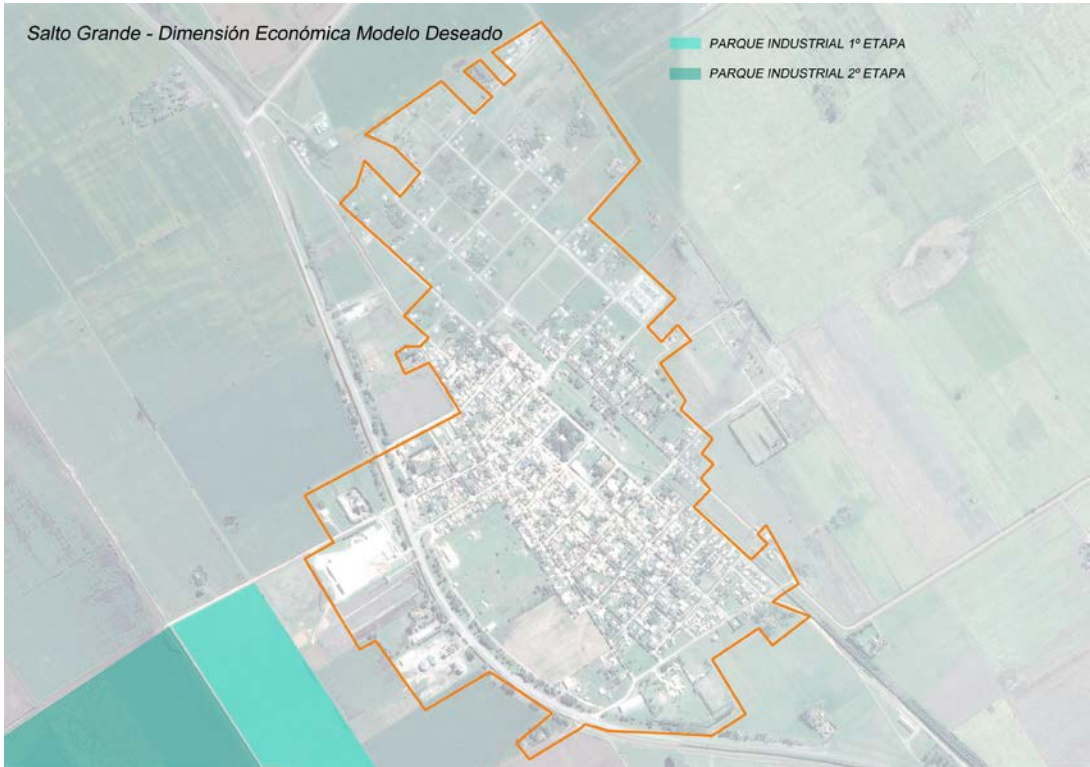 Salto Grande - Dimensión Económica Modelo Deseado
PARQUE INDUSTRIAL 1º ETAPA
PARQUE INDUSTRIAL 2º ETAPA